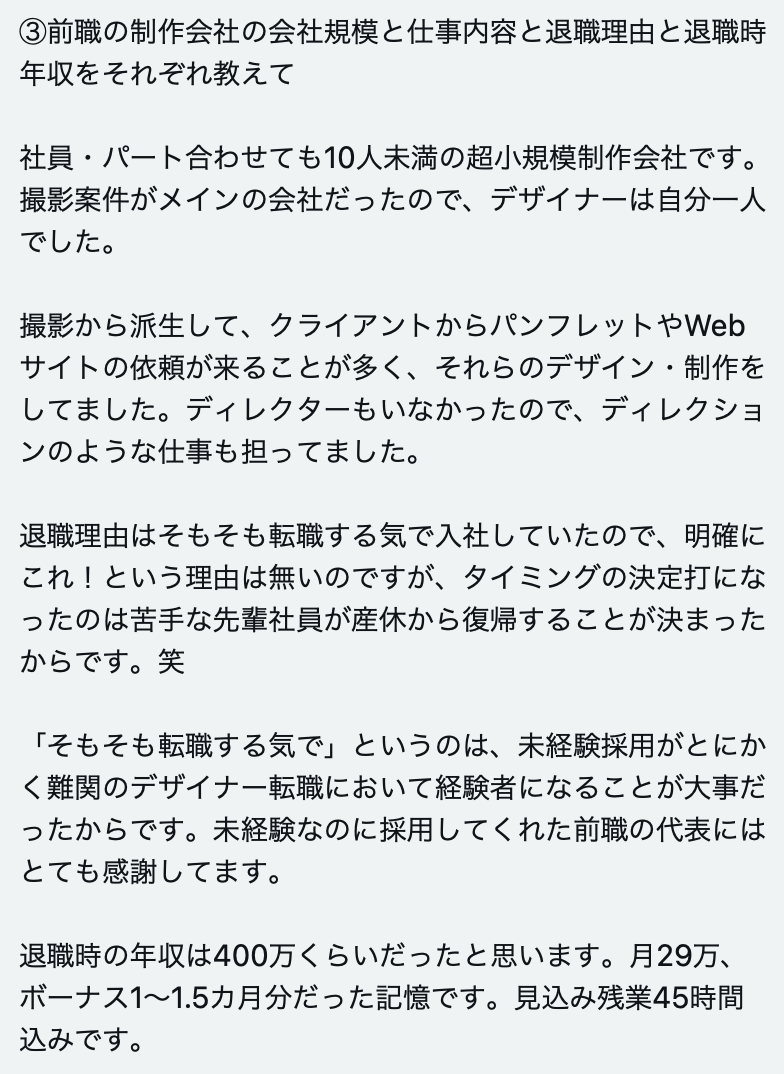 ③前職の制作会社の会社規模と仕事内容と退職理由と退職時
年収をそれぞれ教えて
社員・パート合わせても10人未満の超小規模制作会社です。
撮影案件がメインの会社だったので、デザイナーは自分一人
でした。
撮影から派生して、クライアントからパンフレットやWeb
サイトの依頼が来ることが多く、それらのデザイン・制作を
してました。ディレクターもいなかったので、ディレクショ
ンのような仕事も担ってました。
退職理由はそもそも転職する気で入社していたので、明確に
これ！という理由は無いのですが、タイミングの決定打にな
ったのは苦手な先輩社員が産休から復帰することが決まった
からです。笑
「そもそも転職する気で」というのは、未経験採用がとにか
く難関のデザイナー転職において経験者になることが大事だ
ったからです。未経験なのに採用してくれた前職の代表には
とても感謝してます。
退職時の年収は400万くらいだったと思います。月29万、
ボーナス1〜1.5カ月分だった記憶です。見込み残業45時間
込みです。